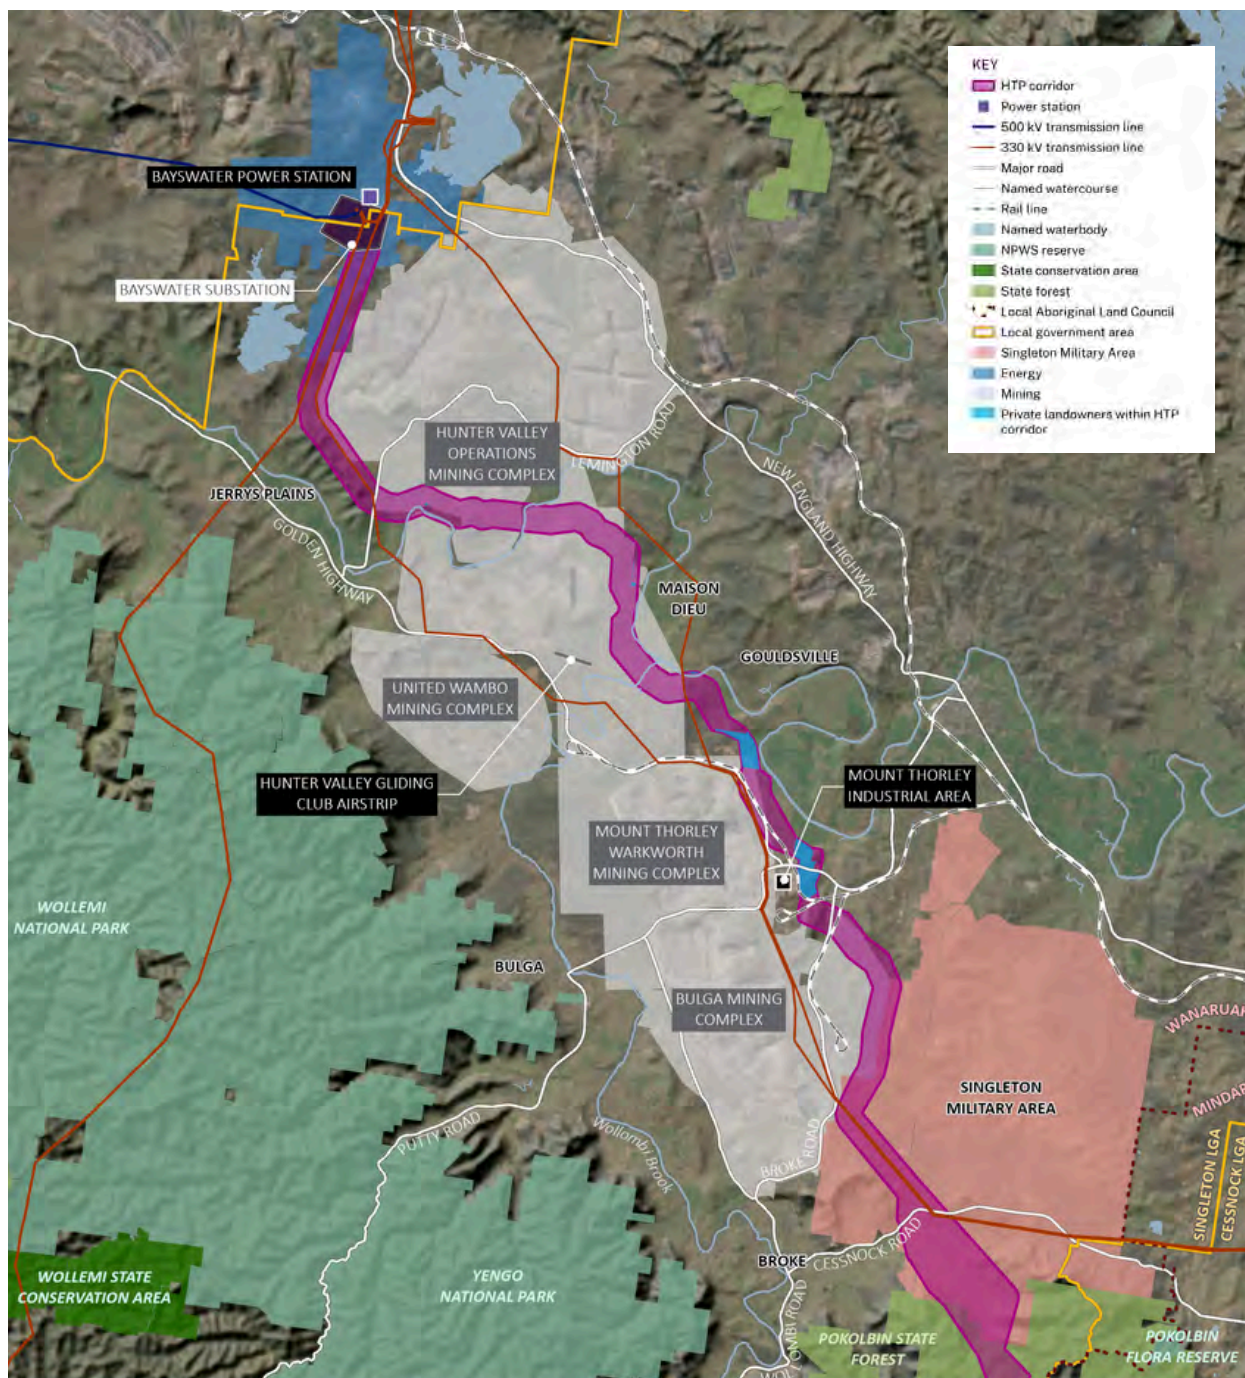 KEY
HTP corridor
Power station
500 kV transmission line
330 kV transmission line
Major road
Named watercourse
Rail line
Named waterbody
NPWS reserve
State conservation area
State forest
Local Aboriginal Land Council
Local government area
Singleton Military Area
Energy
Mining
Private landowners within HTP
corridor
BAYSWATER POWER STATION
BAYSWATER SUBSTATION
HUNTER VALLEY
OPERATIONS
MINING COMPLEX
LEMINGTON ROAD
NEW ENGLAND HIGHWAY
JERRYS PLAINS
GOLDEN HIGHWAY
MAISON
DIEU
GOULDSVILLE
UNITED WAMBO
MINING COMPLEX
HUNTER VALLEY GLIDING
CLUB AIRSTRIP
MOUNT THORLEY
INDUSTRIAL AREA
MOUNT THORLEY
WARKWORTH
MINING COMPLEX
WOLLEMI
NATIONAL PARK
BULGA
BULGA MINING
COMPLEX
SINGLETON
MILITARY AREA
PUTTY ROAD
Wollombi Brook
BROKE ROAD
SINGLETON LGA
CESSNOCK LGA
BROKE
CESSNOCK ROAD
WOLLEMI STATE
CONSERVATION AREA
YENGO
NATIONAL PARK
POKOLBIN STATE
FOREST
POKOLBIN
FLORA RESERVE